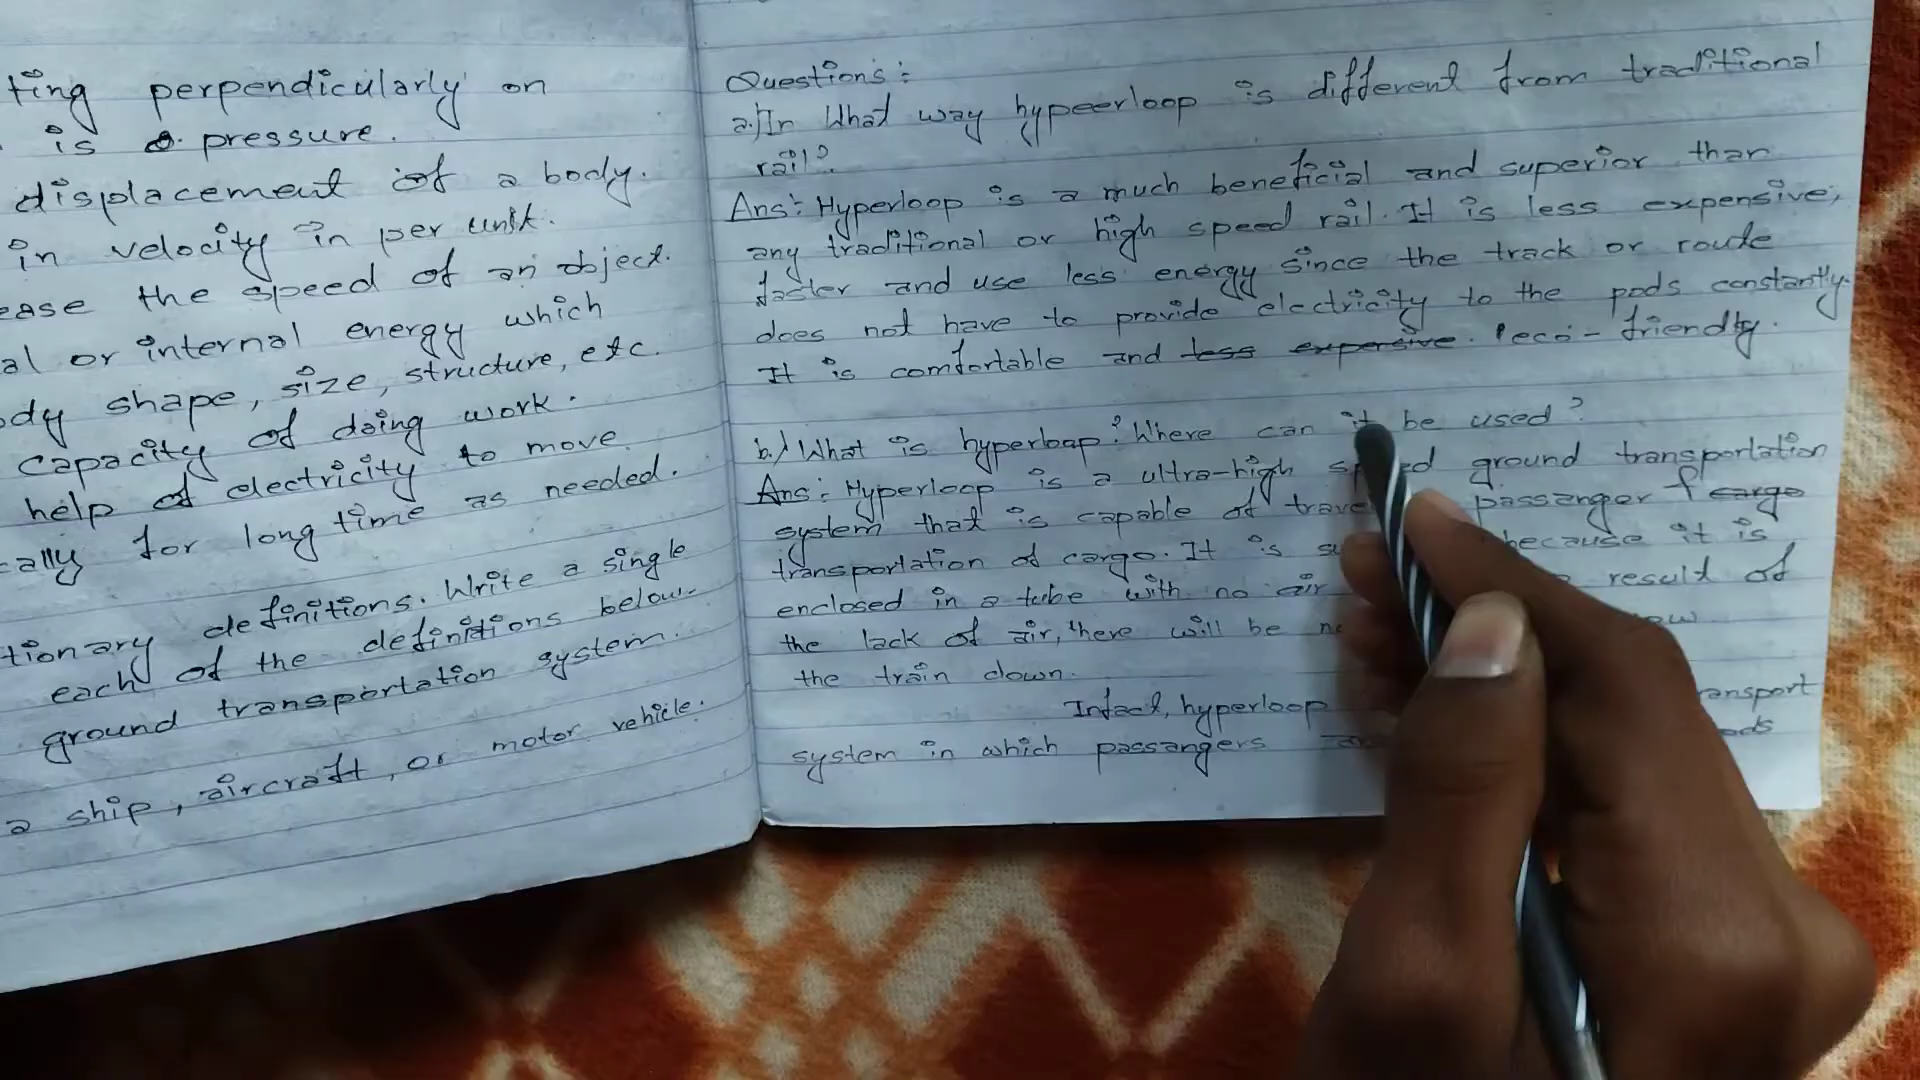 ting perpendicularly on
is a pressure.
displacement of a body.
in velocity in per unit.
ease the speed of an object.
al or internal energy which
ody shape, size, structure, etc.
capacity of doing work.
help of electricity to move
cally for long time as needed.
tionary definitions. Write a single
each of the definitions below.
ground transportation system.
a ship, aircraft, or motor vehicle.
Questions:
a.) In What way hypeerloop is different from traditional
rail?
Ans: Hyperloop is a much beneficial and superior than
any traditional or high speed rail. It is less expensive,
faster and use less energy since the track or route
does not have to provide electricity to the pods constantly.
It is comfortable and less expensive. eco-friendly.
b.) What is hyperloop? Where can it be used?
Ans: Hyperloop is a ultra-high speed ground transportation
system that is capable of passanger & cargo
transportation of cargo. It is because it is
enclosed in a tube with no air result of
the lack of air, there will be
the train down.
Infact, hyperloop ansport
system in which passangers ods